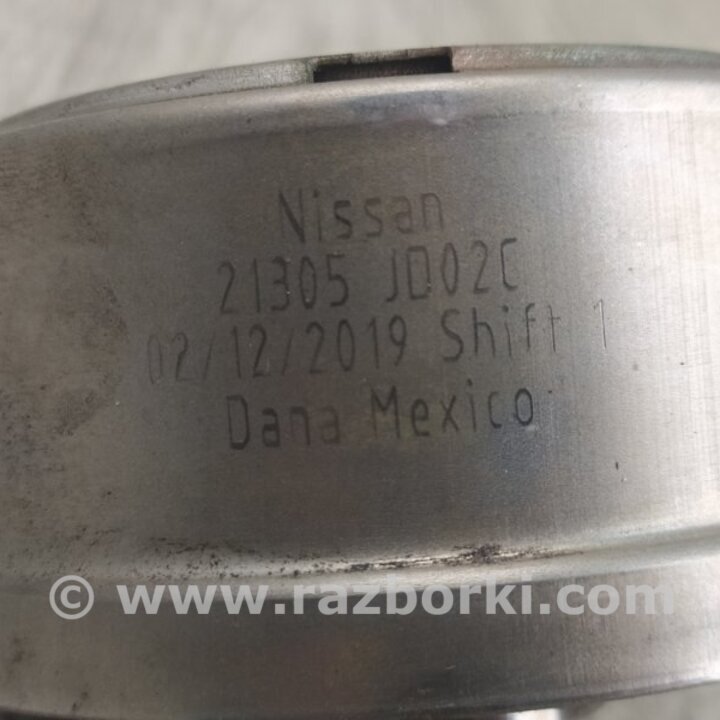 Nissan
21305 JD02C
02/12/2019 Shift 1
Dana Mexico
© www.razborki.com